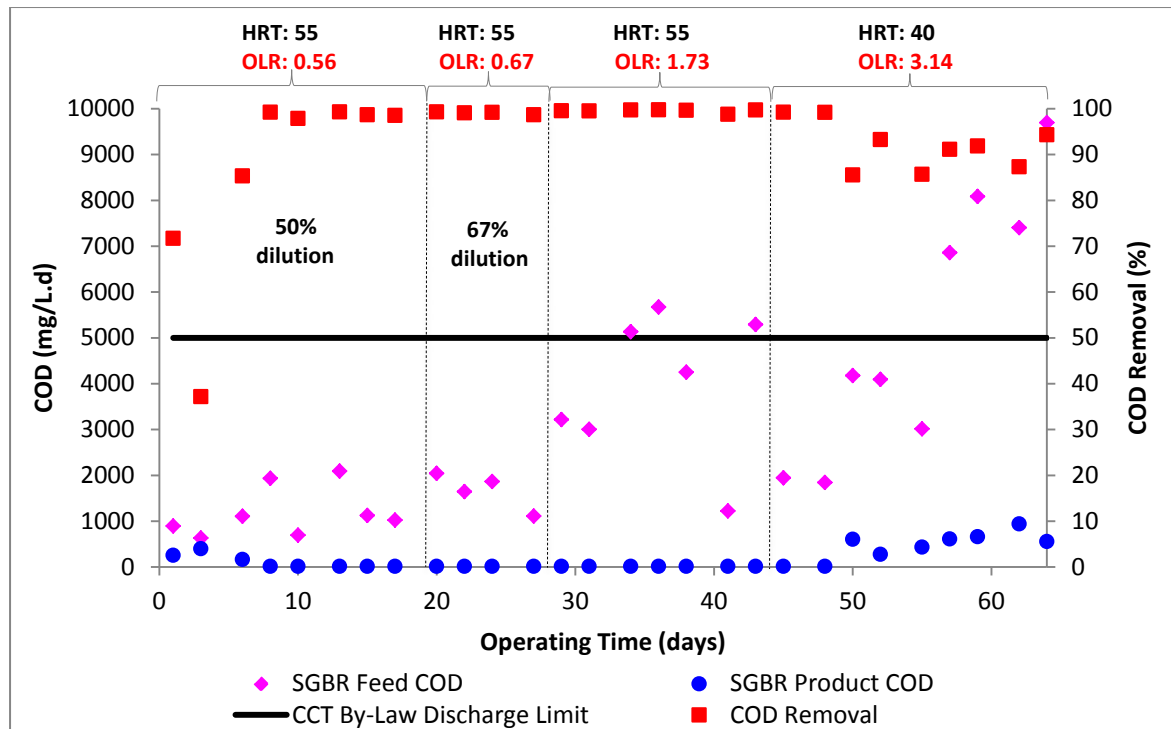 HRT: 55 HRT: 55 HRT: 55 HRT: 40
OLR: 0.56 OLR: 0.67 OLR: 1.73 OLR: 3.14
10000 100
9000 90
8000 80
7000 70
6000 60
5000 50
4000 40
3000 30
2000 20
1000 10
0 0
50%
dilution
67%
dilution
COD (mg/L.d)
COD Removal (%)
0 10 20 30 40 50 60
Operating Time (days)
SGBR Feed COD SGBR Product COD
CCT By-Law Discharge Limit COD Removal